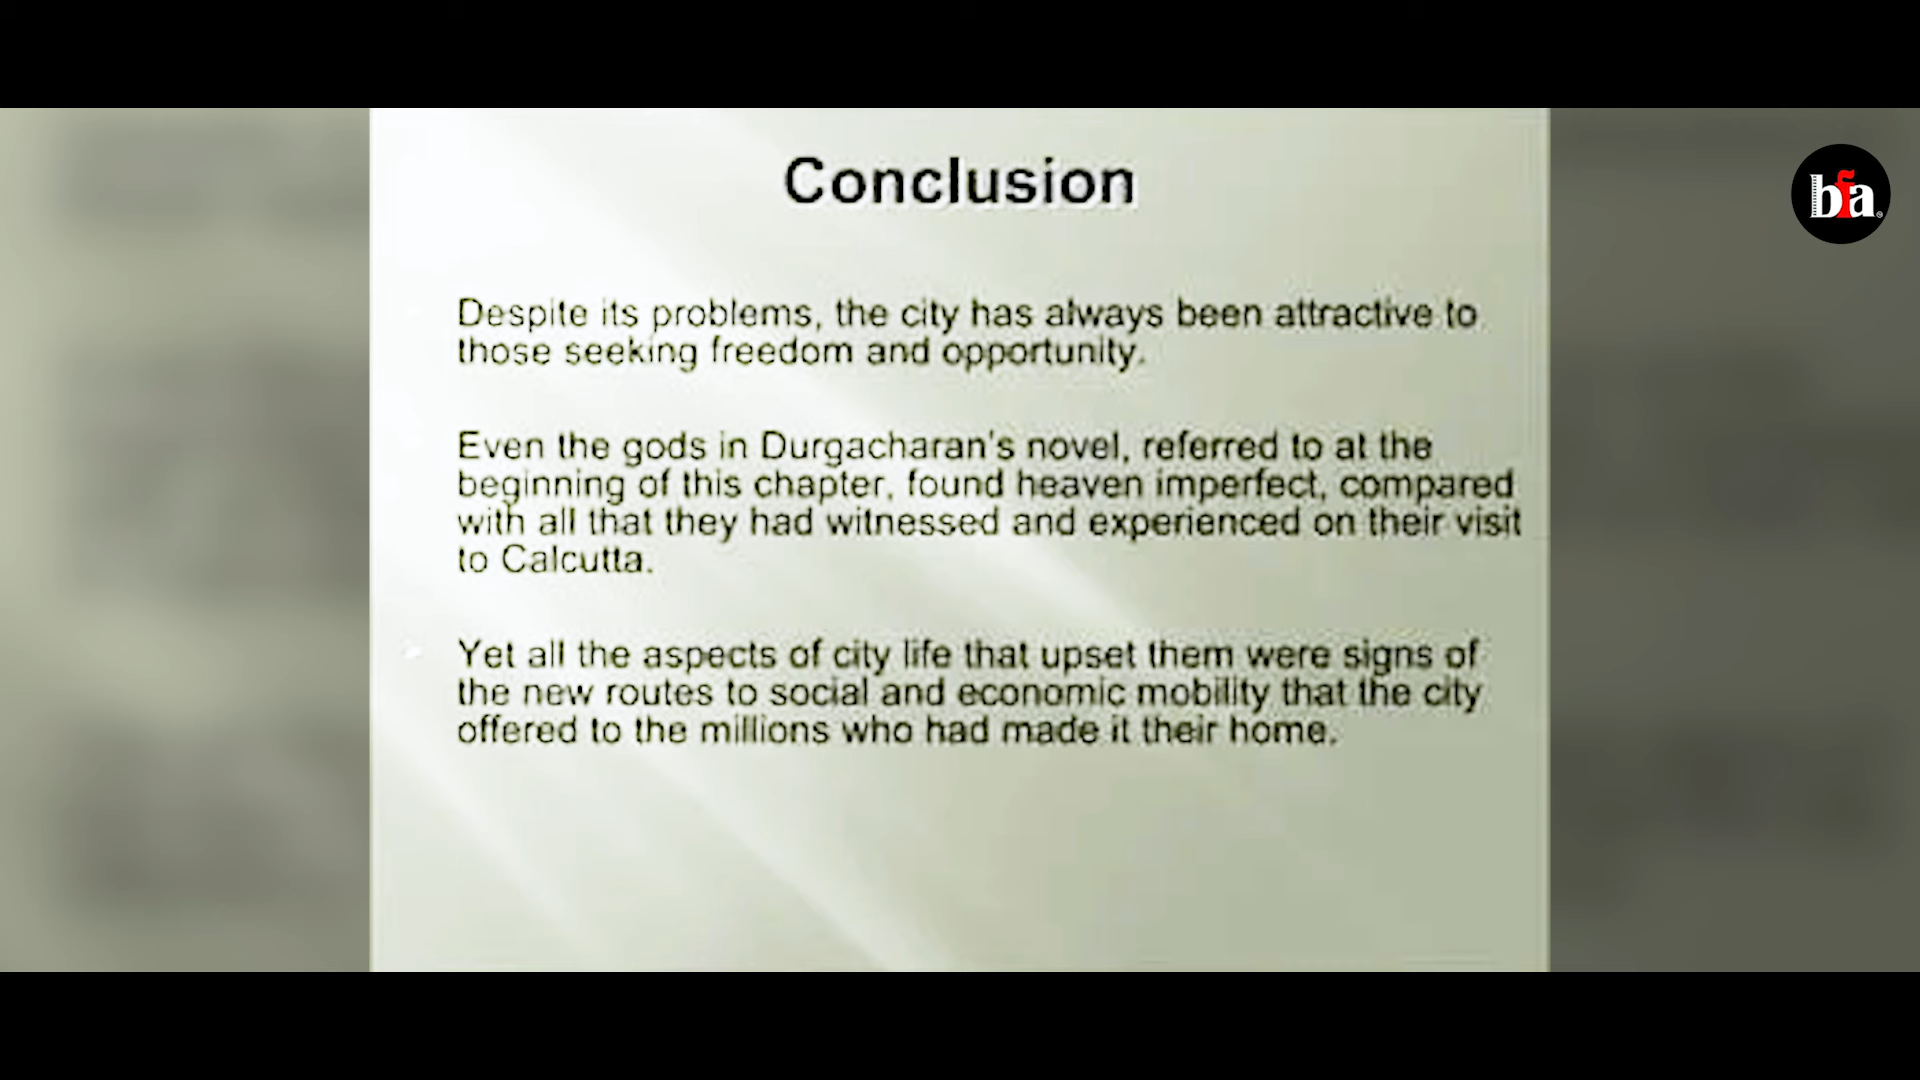 Conclusion
bfa
Despite its problems, the city has always been attractive to
those seeking freedom and opportunity.
Even the gods in Durgacharan's novel, referred to at the
beginning of this chapter, found heaven imperfect, compared
with all that they had witnessed and experienced on their visit
to Calcutta.
Yet all the aspects of city life that upset them were signs of
the new routes to social and economic mobility that the city
offered to the millions who had made it their home.